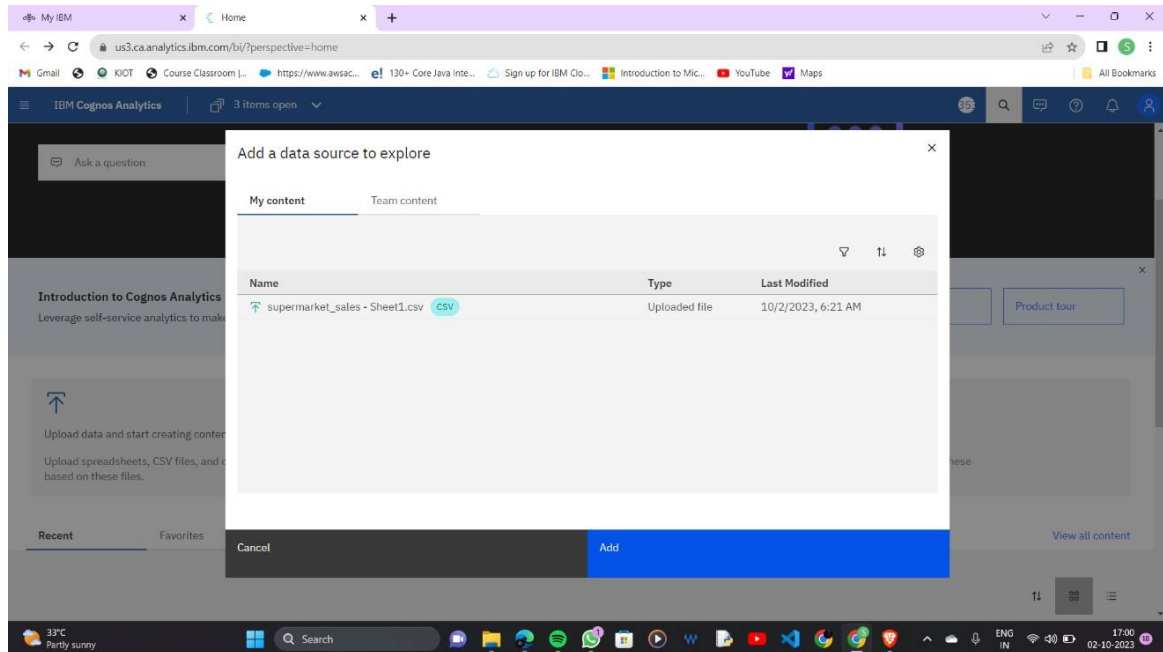 My IBM
Home
us3.ca.analytics.ibm.com/bi/?perspective=home
S
Gmail
KIOT
Course Classroom |...
https://www.awsac...
130+ Core Java Inte...
Sign up for IBM Clo...
Introduction to Mic...
YouTube
Maps
All Bookmarks
IBM Cognos Analytics
3 items open
35
Ask a question
Add a data source to explore
My content
Team content
Name
Type
Last Modified
supermarket_sales - Sheet1.csv
CSV
Uploaded file
10/2/2023, 6:21 AM
Introduction to Cognos Analytics
Leverage self-service analytics to make
Product tour
Upload data and start creating conten
Upload spreadsheets, CSV files, and
hese
based on these files.
Recent
Favorites
View all content
Cancel
Add
33°C
Partly sunny
Search
ENG
IN
17:00
02-10-2023
18